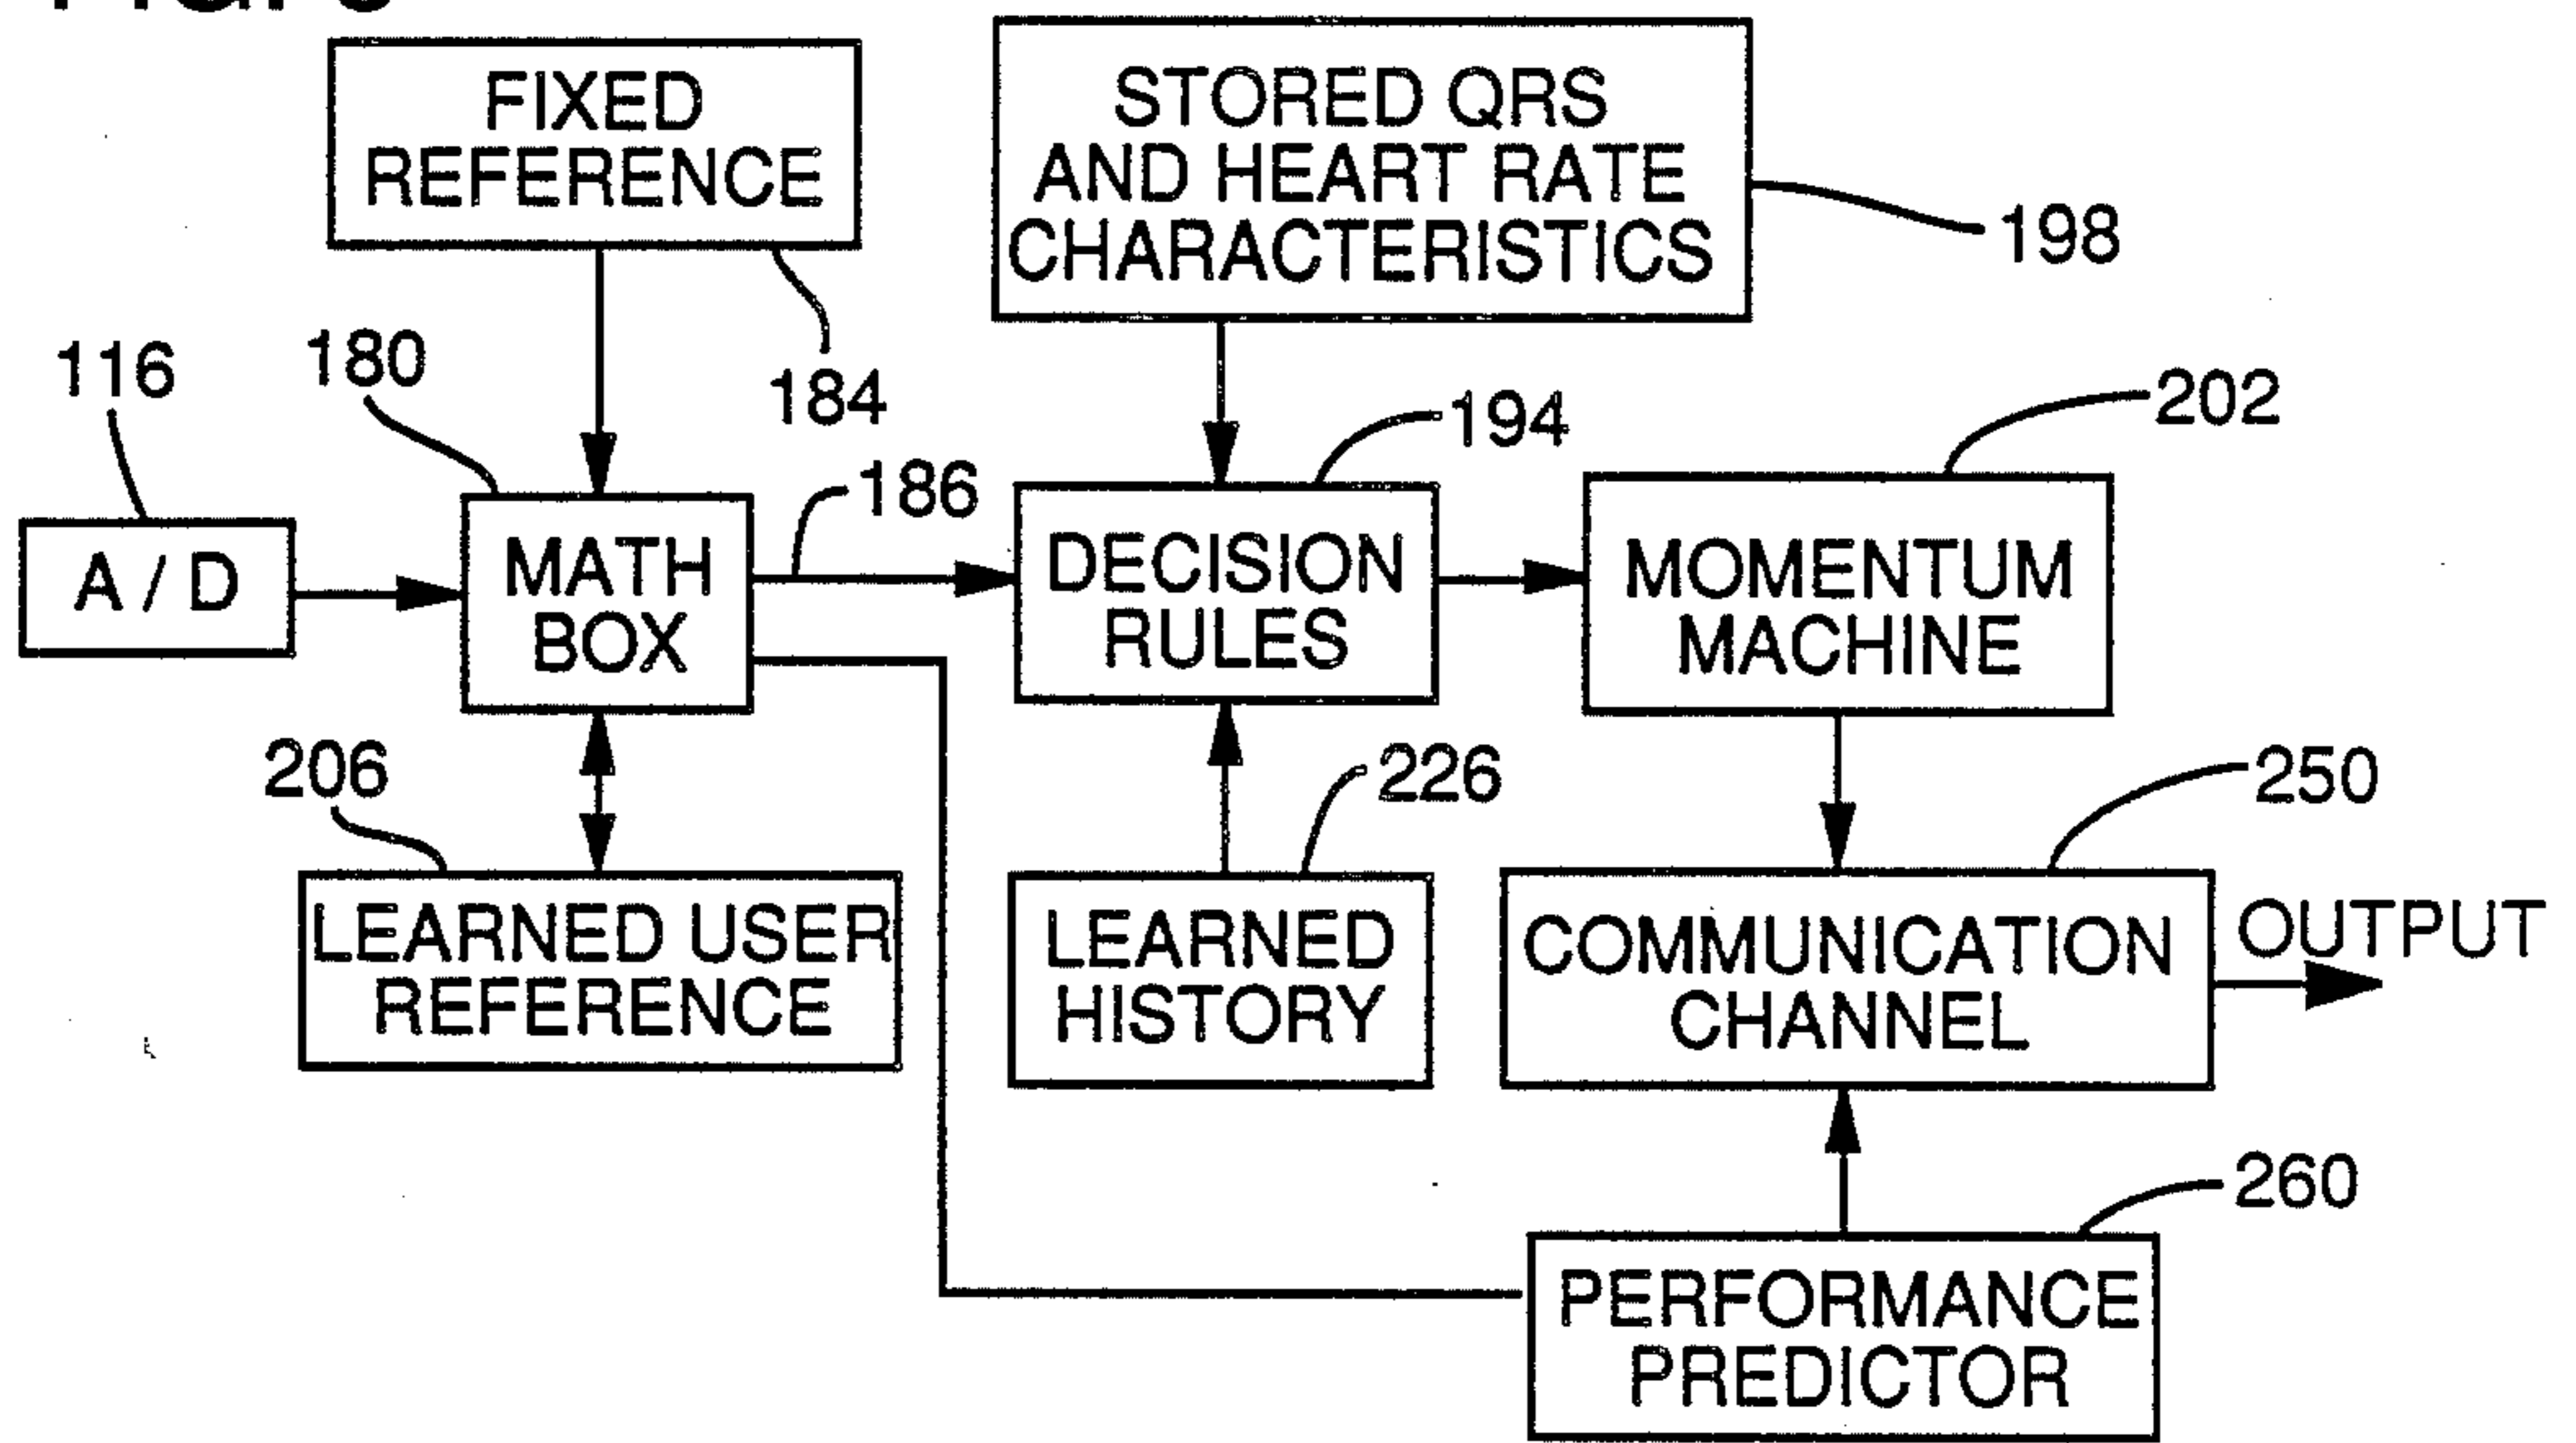 FIXED
REFERENCE
STORED QRS
AND HEART RATE
CHARACTERISTICS
198
116
180
184
186
194
202
A / D
MATH
BOX
DECISION
RULES
MOMENTUM
MACHINE
206
226
250
LEARNED USER
REFERENCE
LEARNED
HISTORY
COMMUNICATION
CHANNEL
OUTPUT
260
PERFORMANCE
PREDICTOR